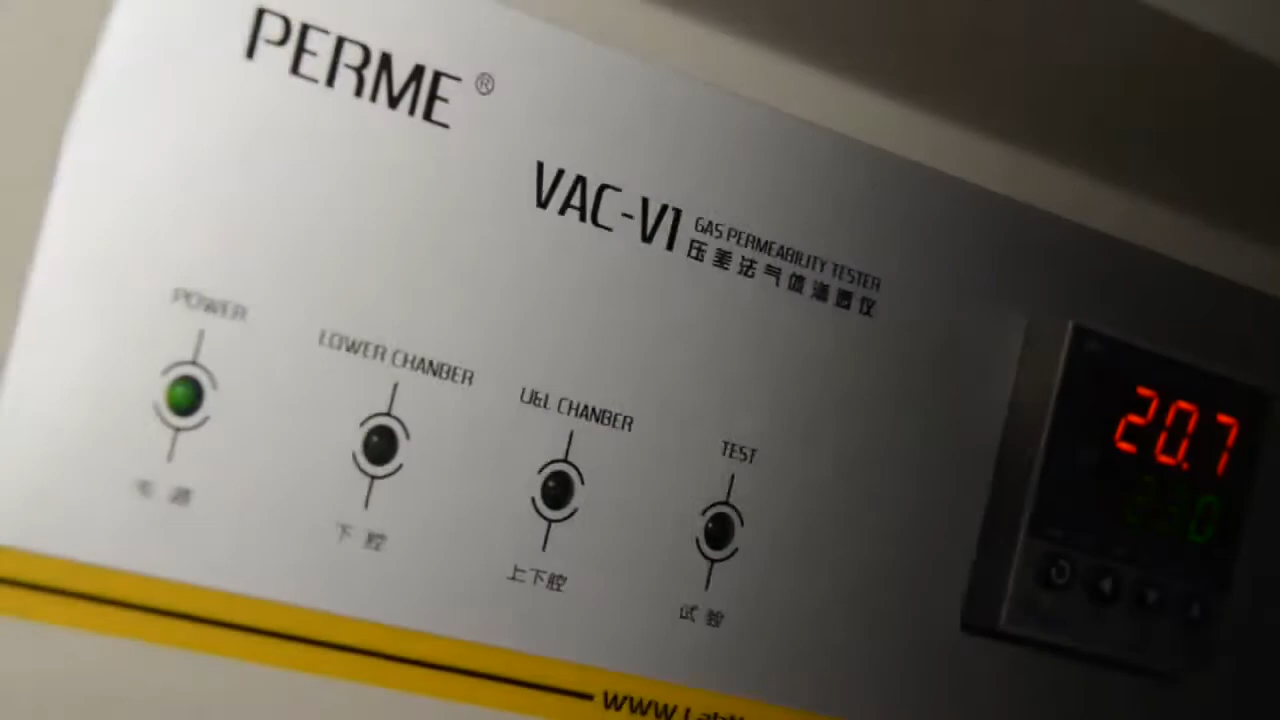 PERME®
VAC-V1
GAS PERMEABILITY TESTER
压差法气体渗透仪
POWER
LOWER CHANBER
U&L CHANBER
TEST
电源
下腔
上下腔
试验
20.7